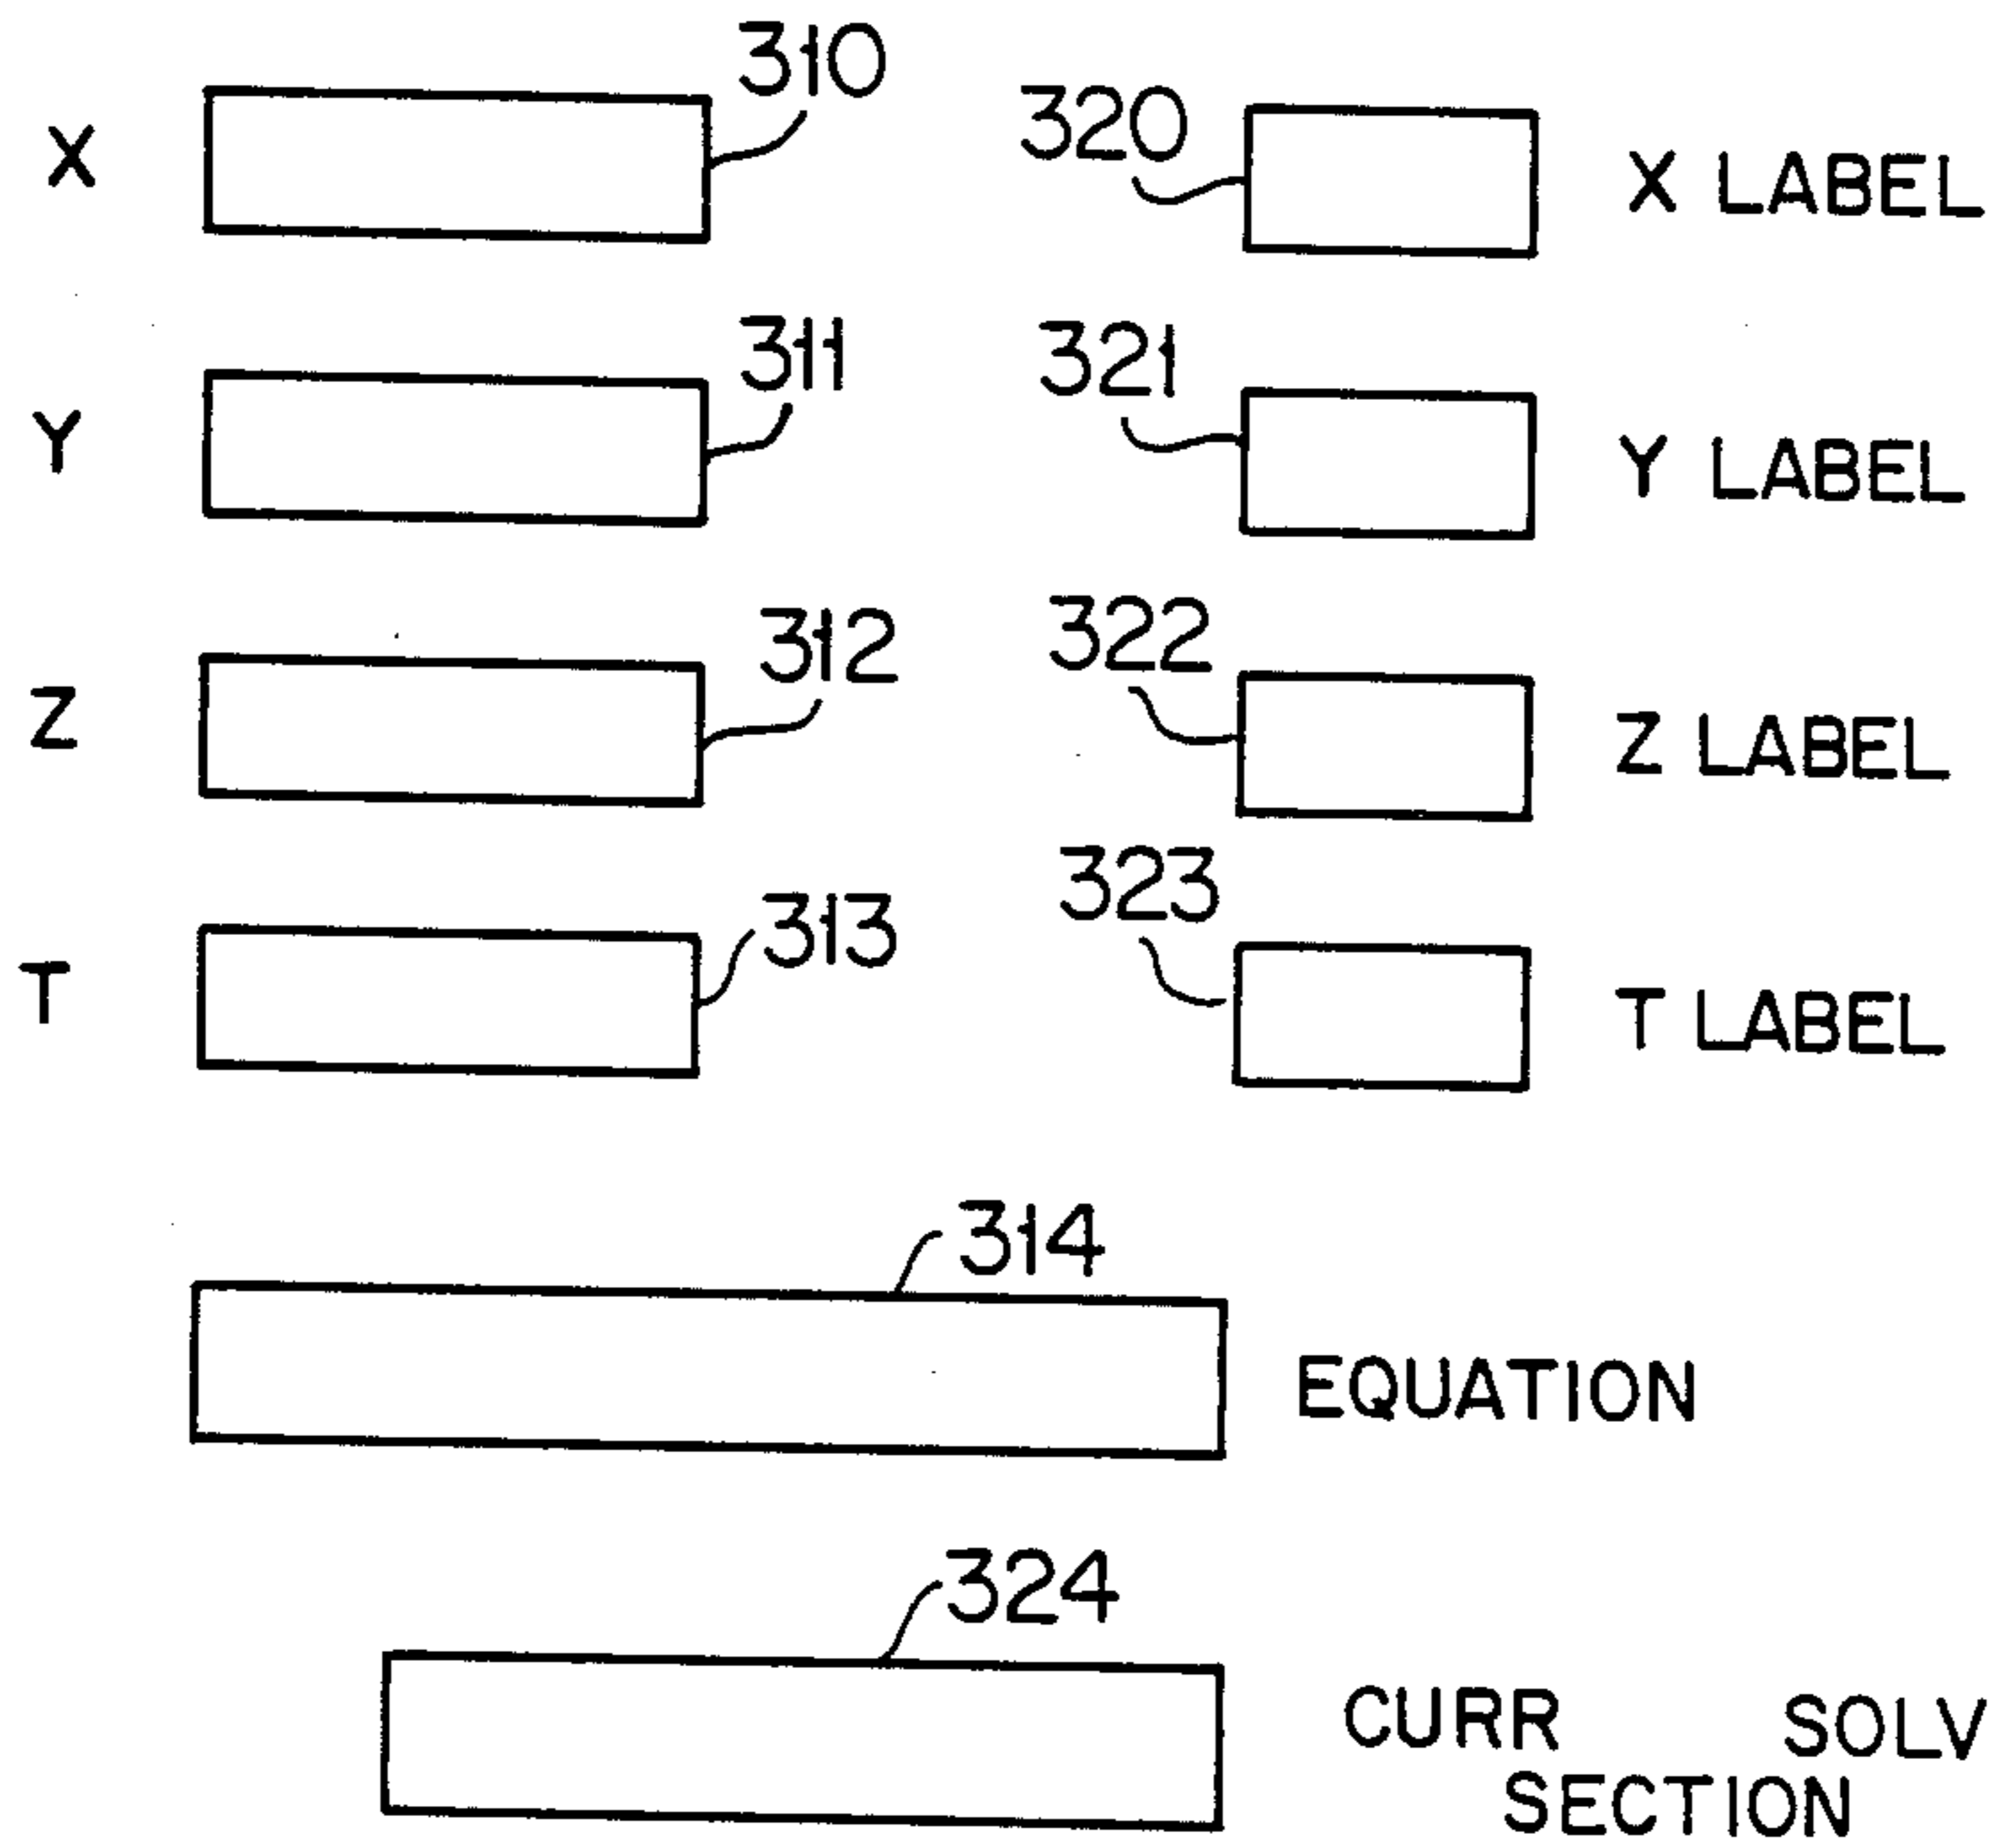 310
X
320
X LABEL
311
Y
321
Y LABEL
312
Z
322
Z LABEL
313
T
323
T LABEL
314
EQUATION
324
CURR SOLV
SECTION